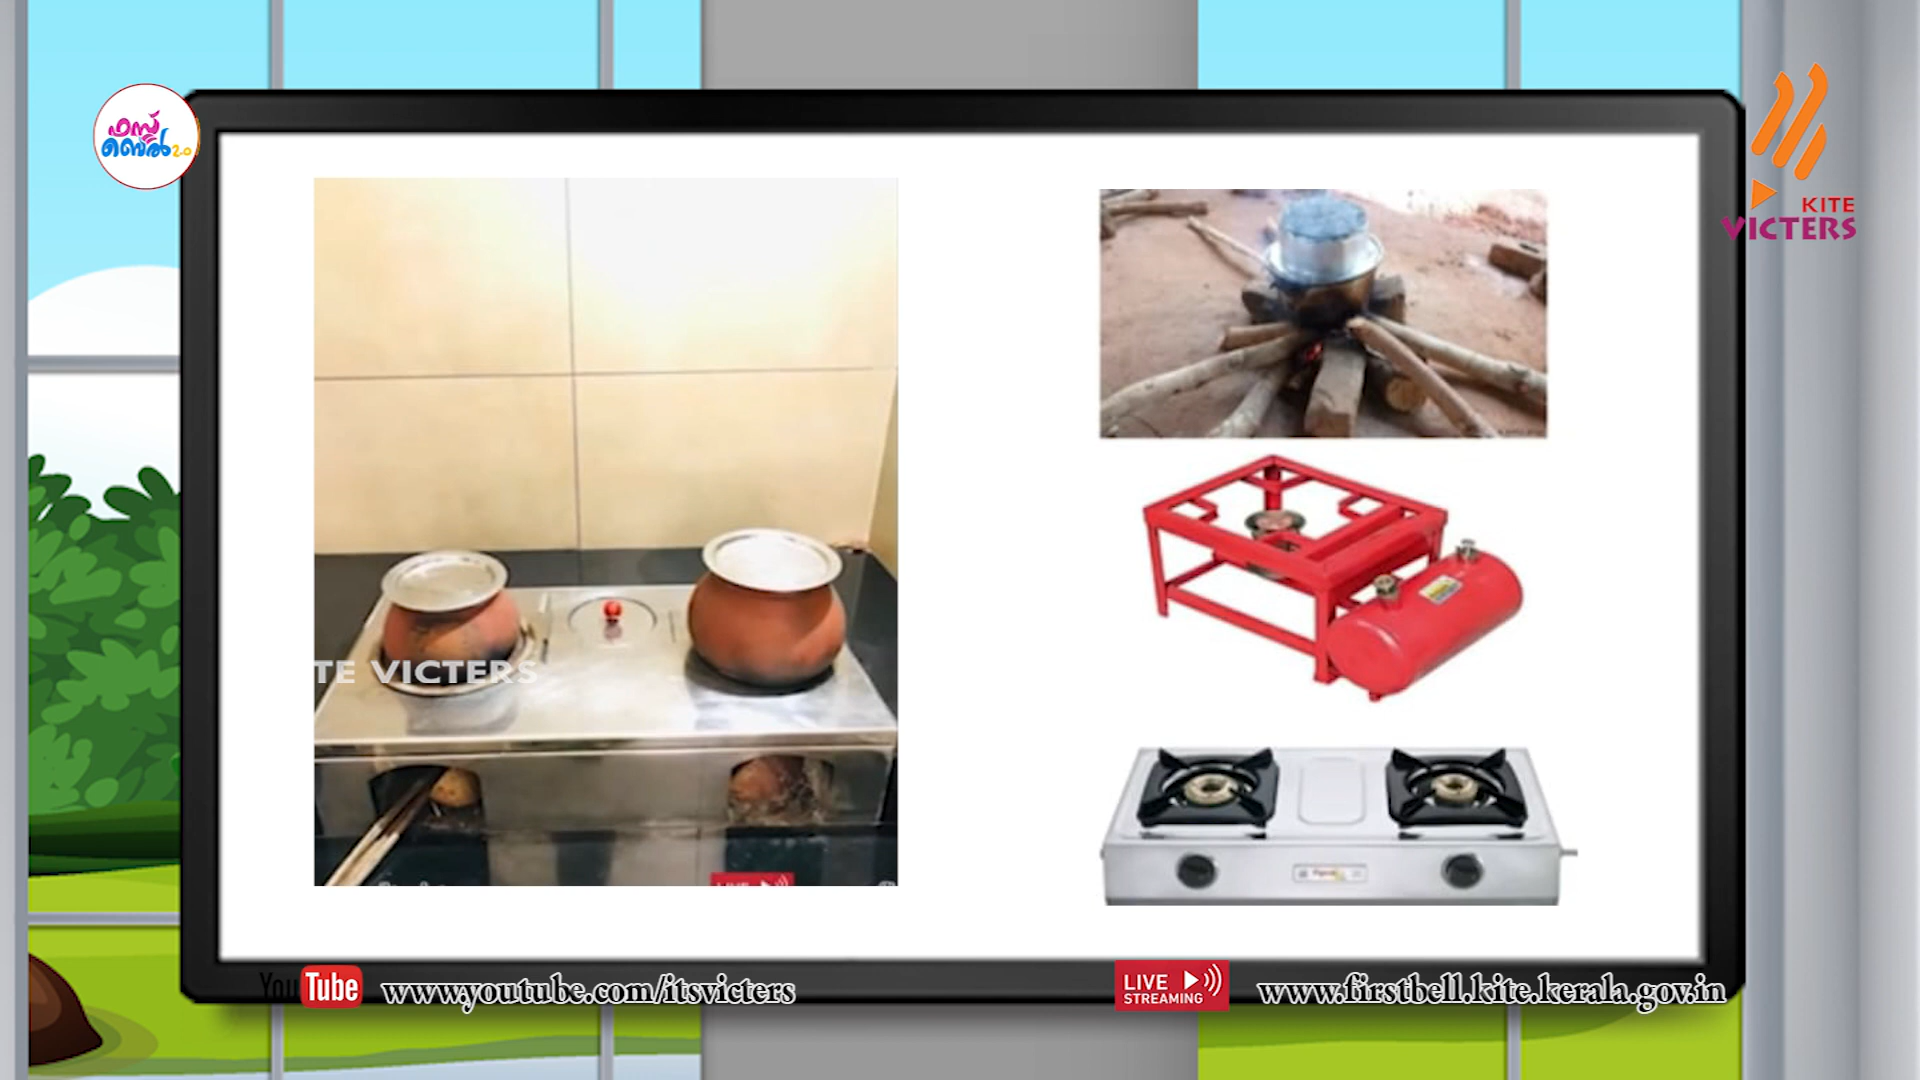 ഫസ്റ്റ്
ബെൽ 2.0
KITE
VICTERS
TE VICTERS
YouTube
www.youtube.com/itsvicters
LIVE
STREAMING
www.firstbell.kite.kerala.gov.in